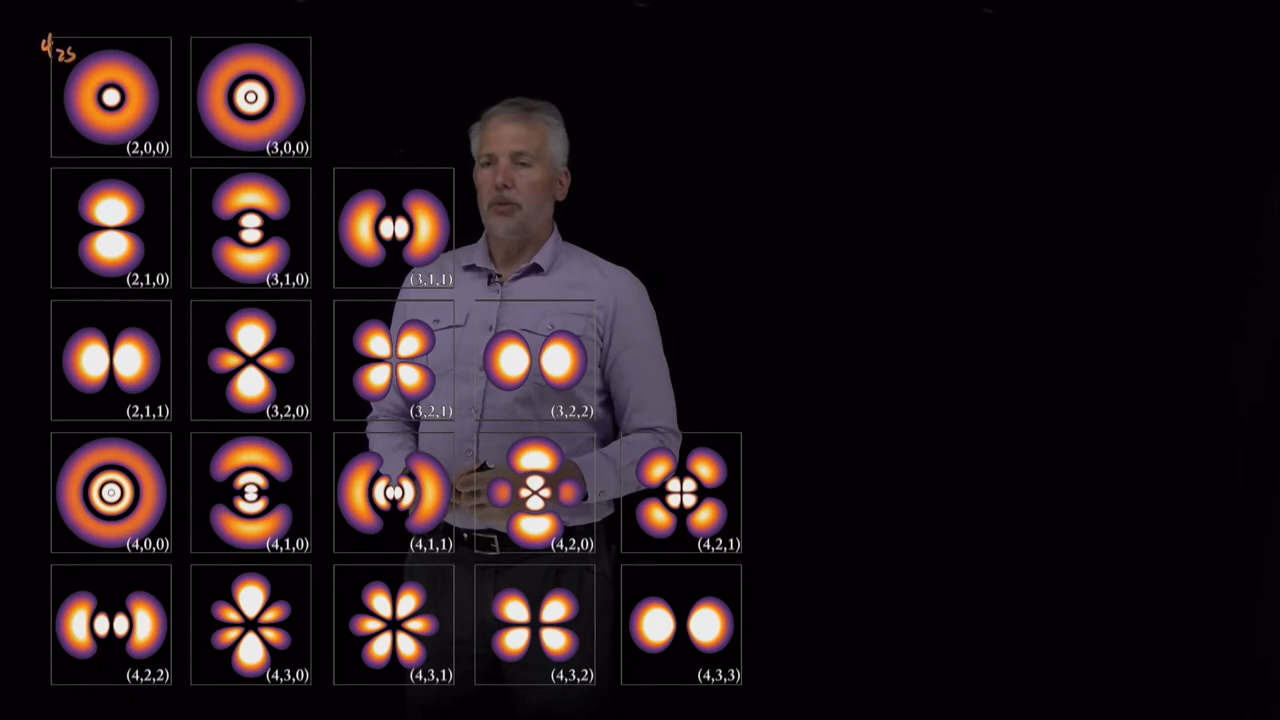 ψ2s
(2,0,0) (3,0,0)
(2,1,0) (3,1,0) (3,1,1)
(2,1,1) (3,2,0) (3,2,1) (3,2,2)
(4,0,0) (4,1,0) (4,1,1) (4,2,0) (4,2,1)
(4,2,2) (4,3,0) (4,3,1) (4,3,2) (4,3,3)